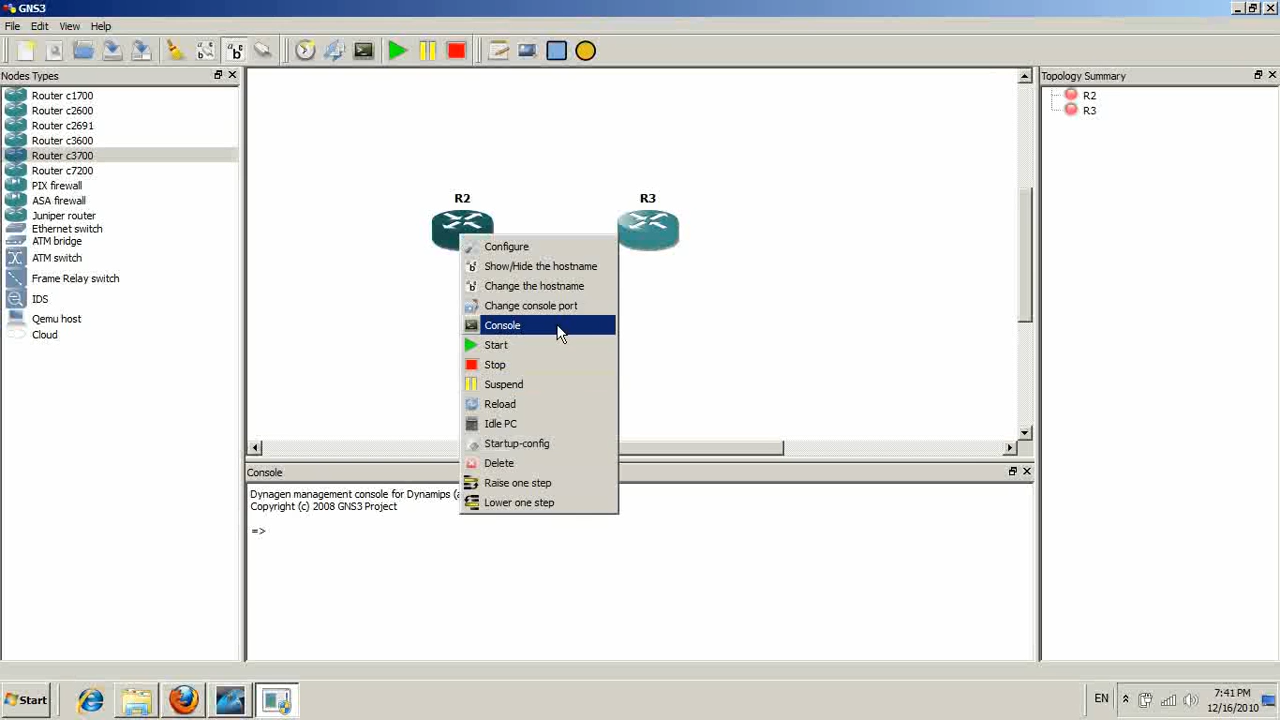 GNS3
File Edit View Help
Nodes Types
Router c1700
Router c2600
Router c2691
Router c3600
Router c3700
Router c7200
PIX firewall
ASA firewall
Juniper router
Ethernet switch
ATM bridge
ATM switch
Frame Relay switch
IDS
Qemu host
Cloud
R2
R3
Configure
Show/Hide the hostname
Change the hostname
Change console port
Console
Start
Stop
Suspend
Reload
Idle PC
Startup-config
Delete
Raise one step
Lower one step
Console
Dynagen management console for Dynamips (a
Copyright (c) 2008 GNS3 Project
=>
Topology Summary
R2
R3
Start
EN
7:41 PM
12/16/2010